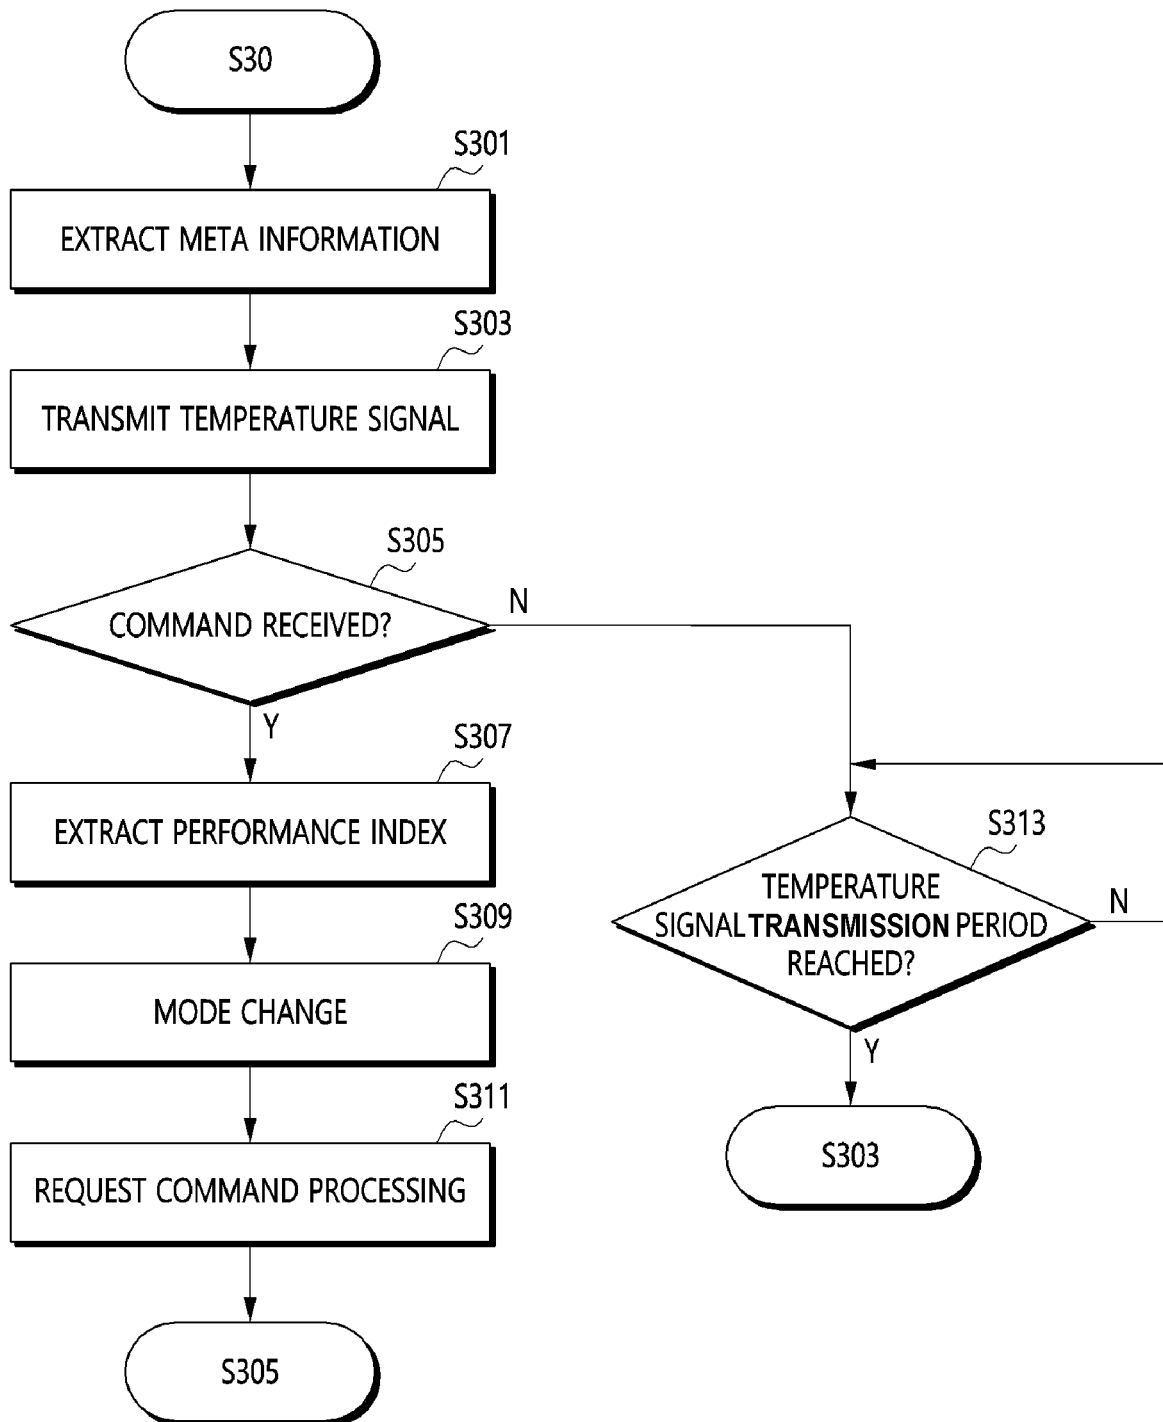 S30
S301
EXTRACT META INFORMATION
S303
TRANSMIT TEMPERATURE SIGNAL
S305
COMMAND RECEIVED?
N
Y
S307
EXTRACT PERFORMANCE INDEX
S309
MODE CHANGE
S311
REQUEST COMMAND PROCESSING
S305
S313
TEMPERATURE
SIGNAL TRANSMISSION PERIOD
REACHED?
N
Y
S303